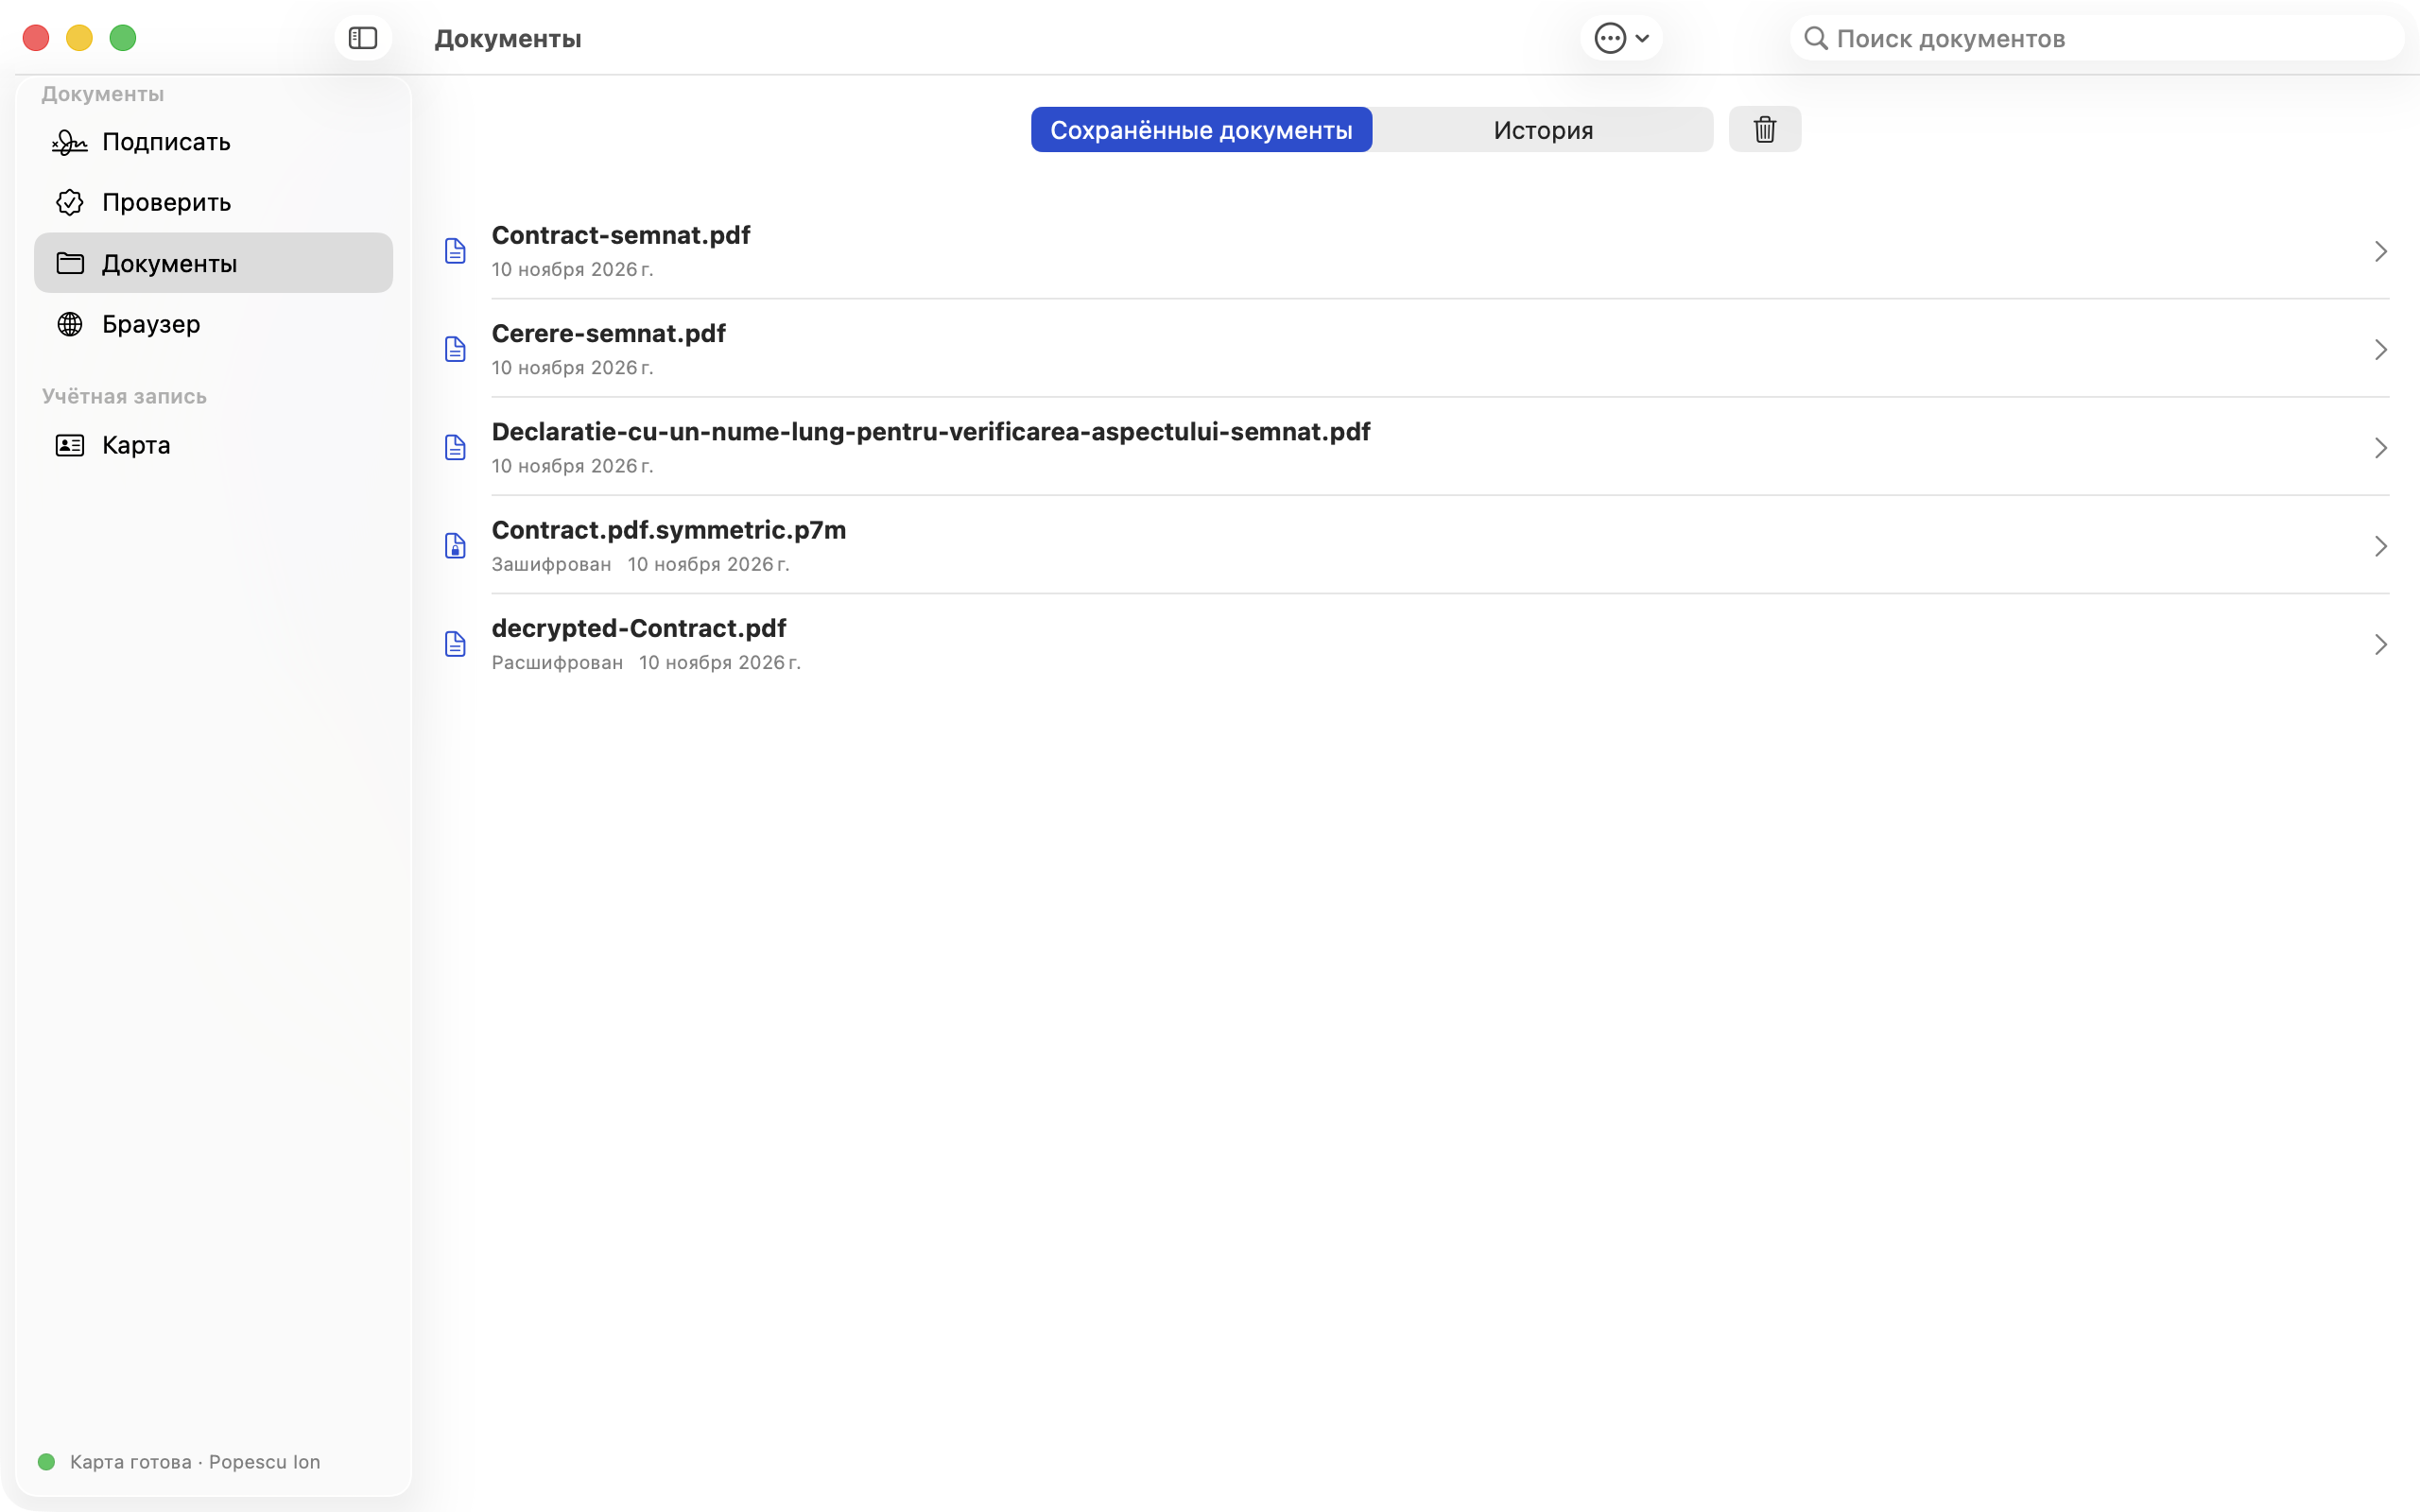 Документы
Поиск документов
Документы
Подписать
Проверить
Документы
Браузер
Учётная запись
Карта
Карта готова · Popescu Ion
Сохранённые документы
История
Contract-semnat.pdf
10 ноября 2026 г.
Cerere-semnat.pdf
10 ноября 2026 г.
Declaratie-cu-un-nume-lung-pentru-verificarea-aspectului-semnat.pdf
10 ноября 2026 г.
Contract.pdf.symmetric.p7m
Зашифрован 10 ноября 2026 г.
decrypted-Contract.pdf
Расшифрован 10 ноября 2026 г.